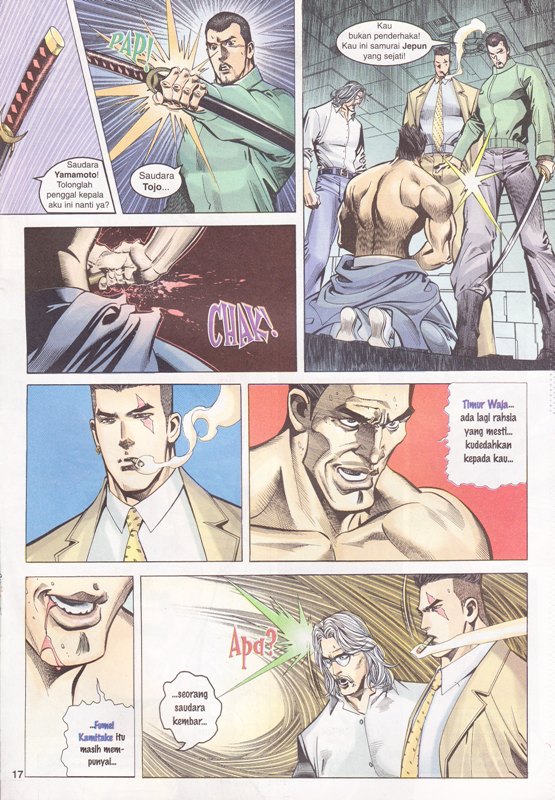 Saudara
Yamamoto!
Tolonglah
penggal kepala
aku ini nanti ya?
PAP!
Saudara
Tojo...
Kau
bukan penderhaka!
Kau ini samurai Jepun
yang sejati!
CHAK!
Timur Waja...
ada lagi rahsia
yang mesti...
kudedahkan
kepada kau...
...Fumei
Kamitake itu
masih mem-
punyai...
...seorang
saudara
kembar...
Apa?
17